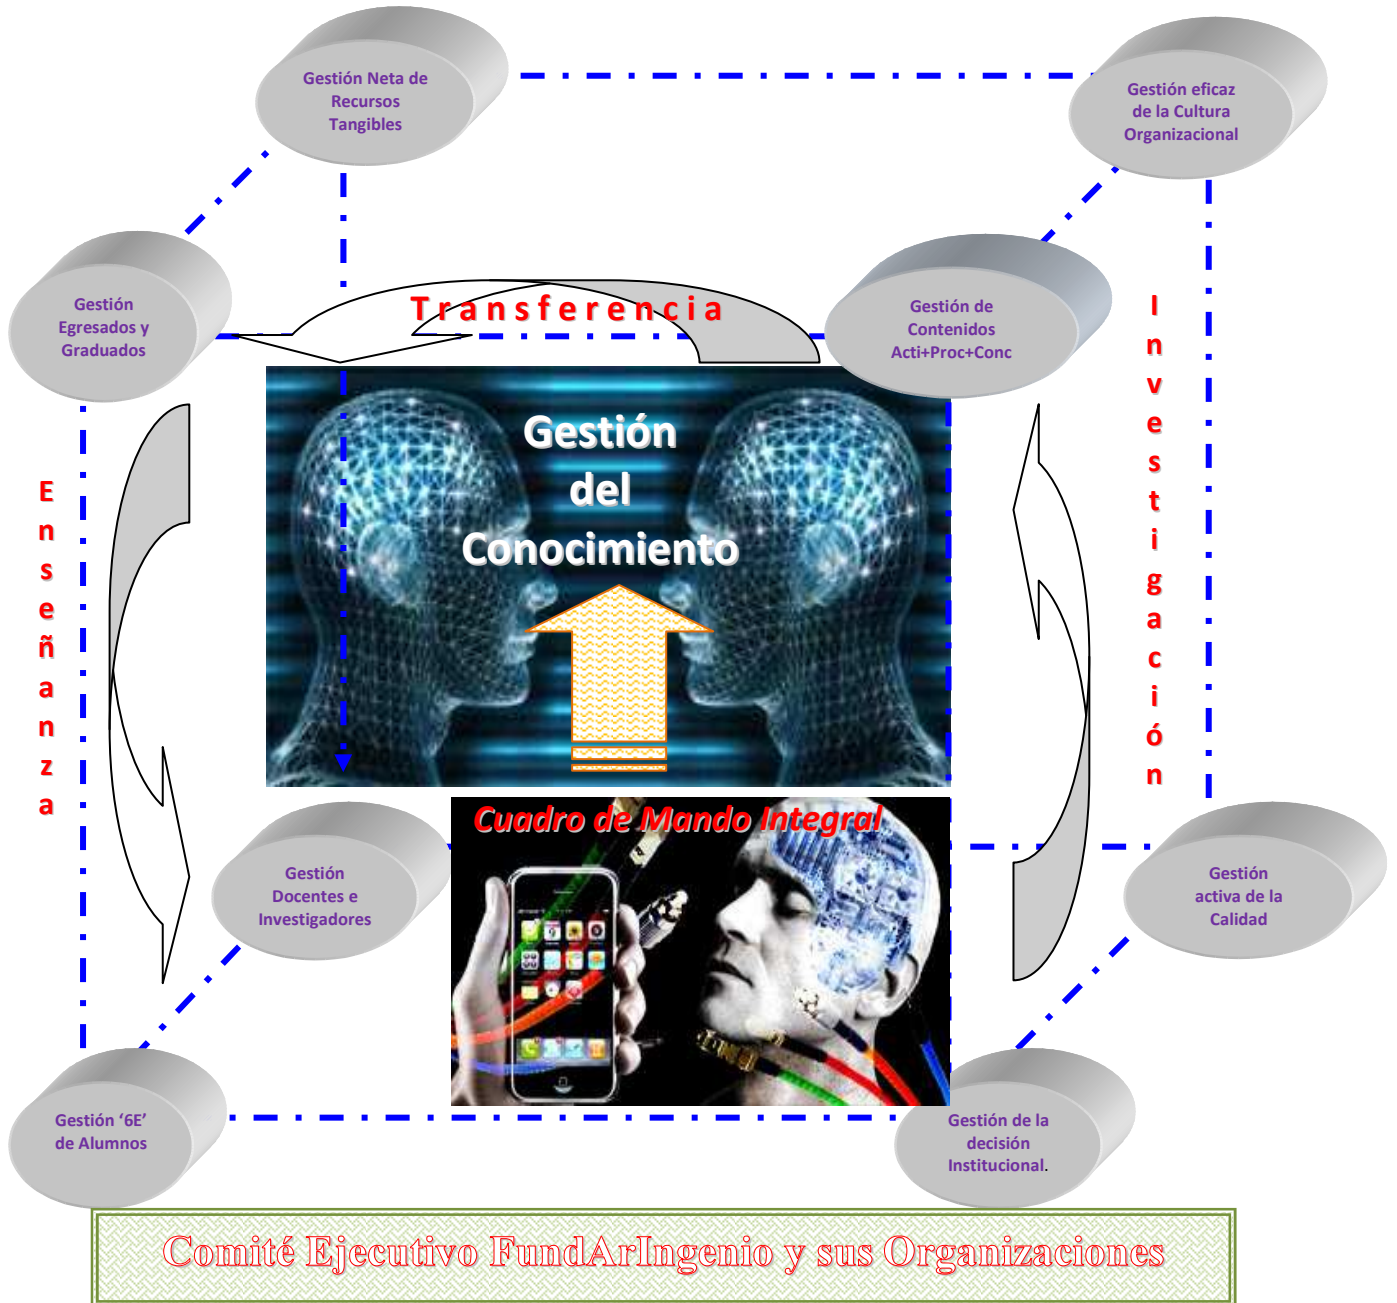 Gestión Neta de
Recursos
Tangibles
Gestión eficaz
de la Cultura
Organizacional
Gestión
Egresados y
Graduados
Transferencia
Gestión de
Contenidos
Acti+Proc+Conc
Investigación
Enseñanza
Gestión
del
Conocimiento
Cuadro de Mando Integral
Gestión
Docentes e
Investigadores
Gestión
activa de la
Calidad
Gestión ‘6E’
de Alumnos
Gestión de la
decisión
Institucional.
Comité Ejecutivo FundArIngenio y sus Organizaciones